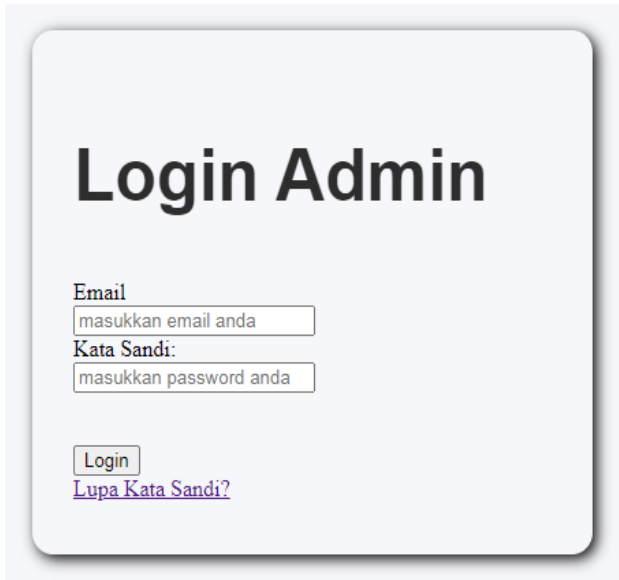 Login Admin
Email
masukkan email anda
Kata Sandi:
masukkan password anda
Login
Lupa Kata Sandi?